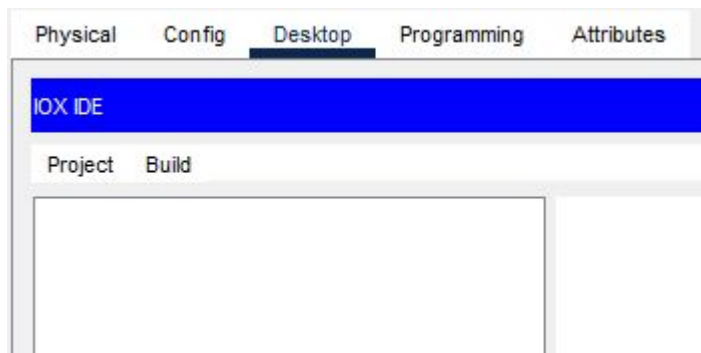 Physical Config Desktop Programming Attributes
IOX IDE
Project Build